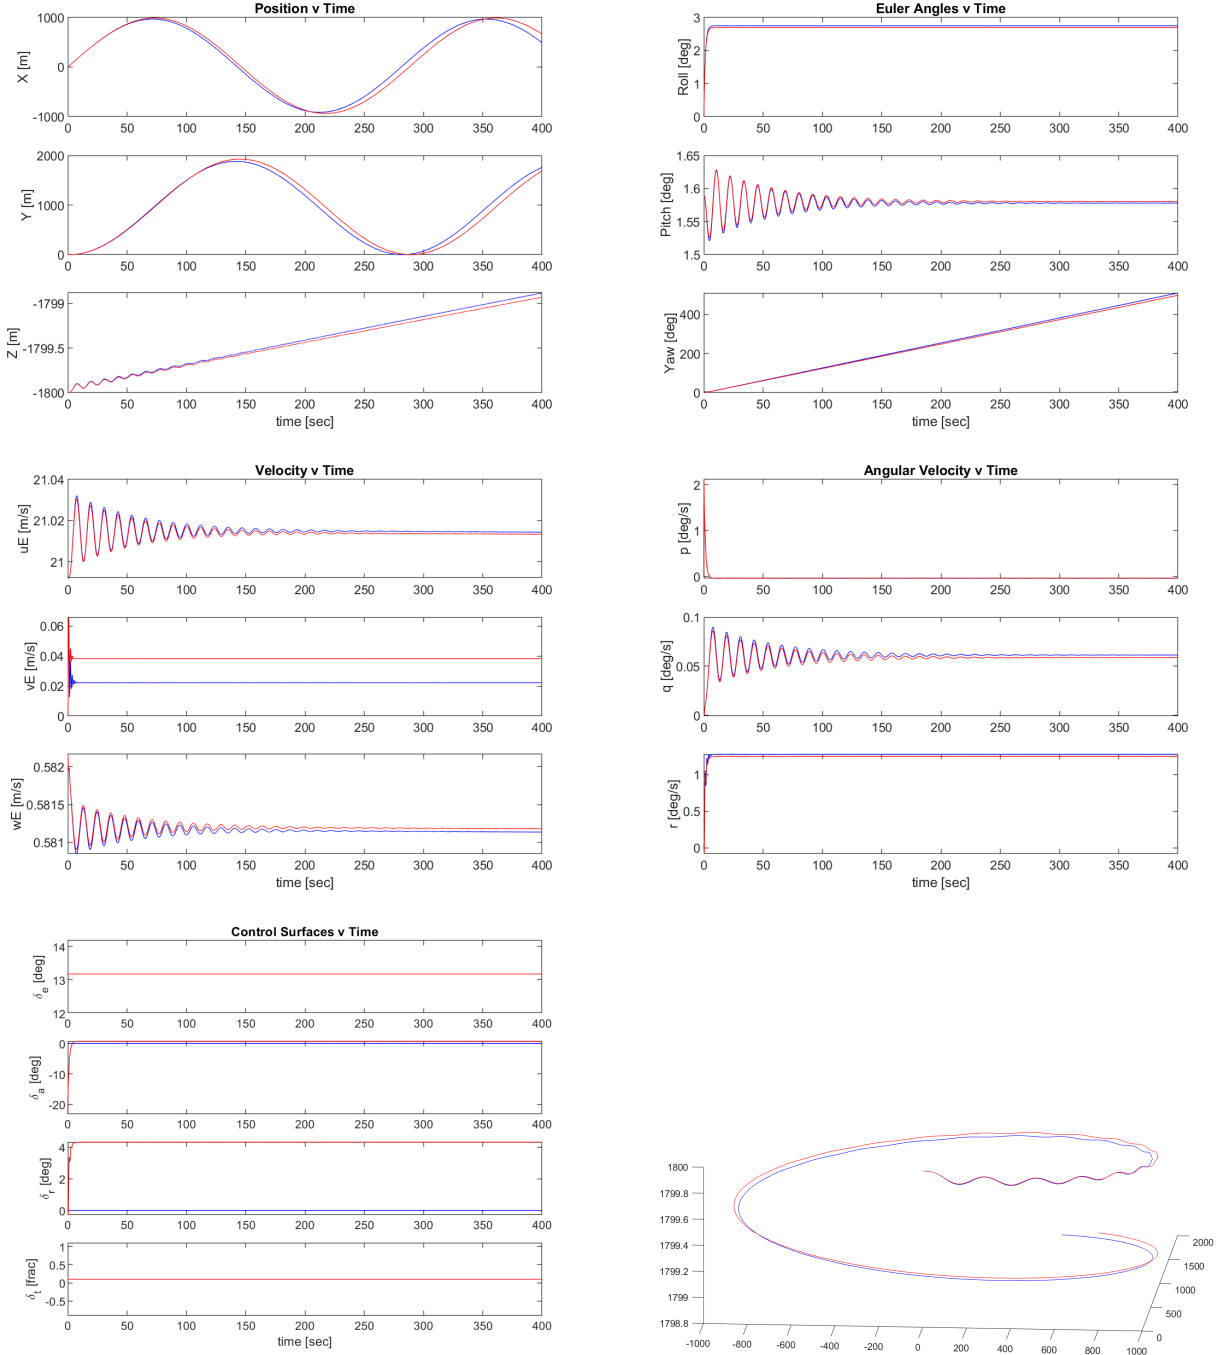 Position v Time
1000
0
-1000
X [m]
0 50 100 150 200 250 300 350 400
2000
1000
0
Y [m]
0 50 100 150 200 250 300 350 400
-1799
-1799.5
-1800
Z [m]
0 50 100 150 200 250 300 350 400
time [sec]
Euler Angles v Time
3
2
1
0
Roll [deg]
0 50 100 150 200 250 300 350 400
1.65
1.6
1.55
1.5
Pitch [deg]
0 50 100 150 200 250 300 350 400
400
200
0
Yaw [deg]
0 50 100 150 200 250 300 350 400
time [sec]
Velocity v Time
21.04
21.02
21
uE [m/s]
0 50 100 150 200 250 300 350 400
0.06
0.04
0.02
0
vE [m/s]
0 50 100 150 200 250 300 350 400
0.582
0.5815
0.581
wE [m/s]
0 50 100 150 200 250 300 350 400
time [sec]
Angular Velocity v Time
2
1
0
p [deg/s]
0 50 100 150 200 250 300 350 400
0.1
0.05
0
q [deg/s]
0 50 100 150 200 250 300 350 400
1
0.5
0
r [deg/s]
0 50 100 150 200 250 300 350 400
time [sec]
Control Surfaces v Time
14
13
12
δe [deg]
0 50 100 150 200 250 300 350 400
0
-10
-20
δa [deg]
0 50 100 150 200 250 300 350 400
4
2
0
δr [deg]
0 50 100 150 200 250 300 350 400
1
0.5
0
-0.5
δt [frac]
0 50 100 150 200 250 300 350 400
time [sec]
1800
1799.8
1799.6
1799.4
1799.2
1799
1798.8
-1000 -800 -600 -400 -200 0 200 400 600 800 1000
2000
1500
1000
500
0